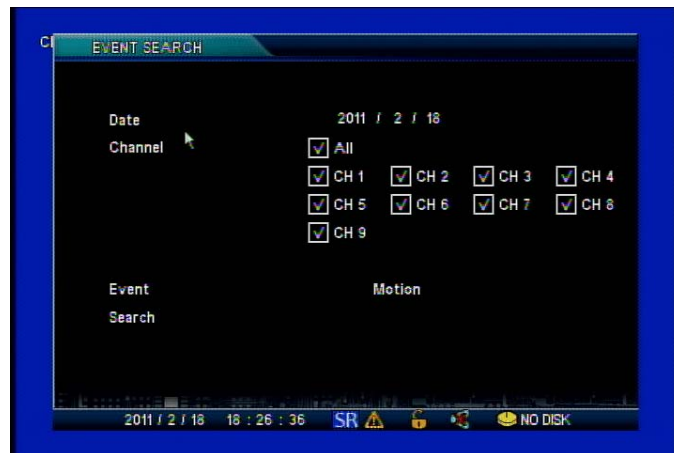 CH
EVENT SEARCH
Date 2011 / 2 / 18
Channel All
CH 1 CH 2 CH 3 CH 4
CH 5 CH 6 CH 7 CH 8
CH 9
Event Motion
Search
2011 / 2 / 18 18 : 26 : 36 SR NO DISK